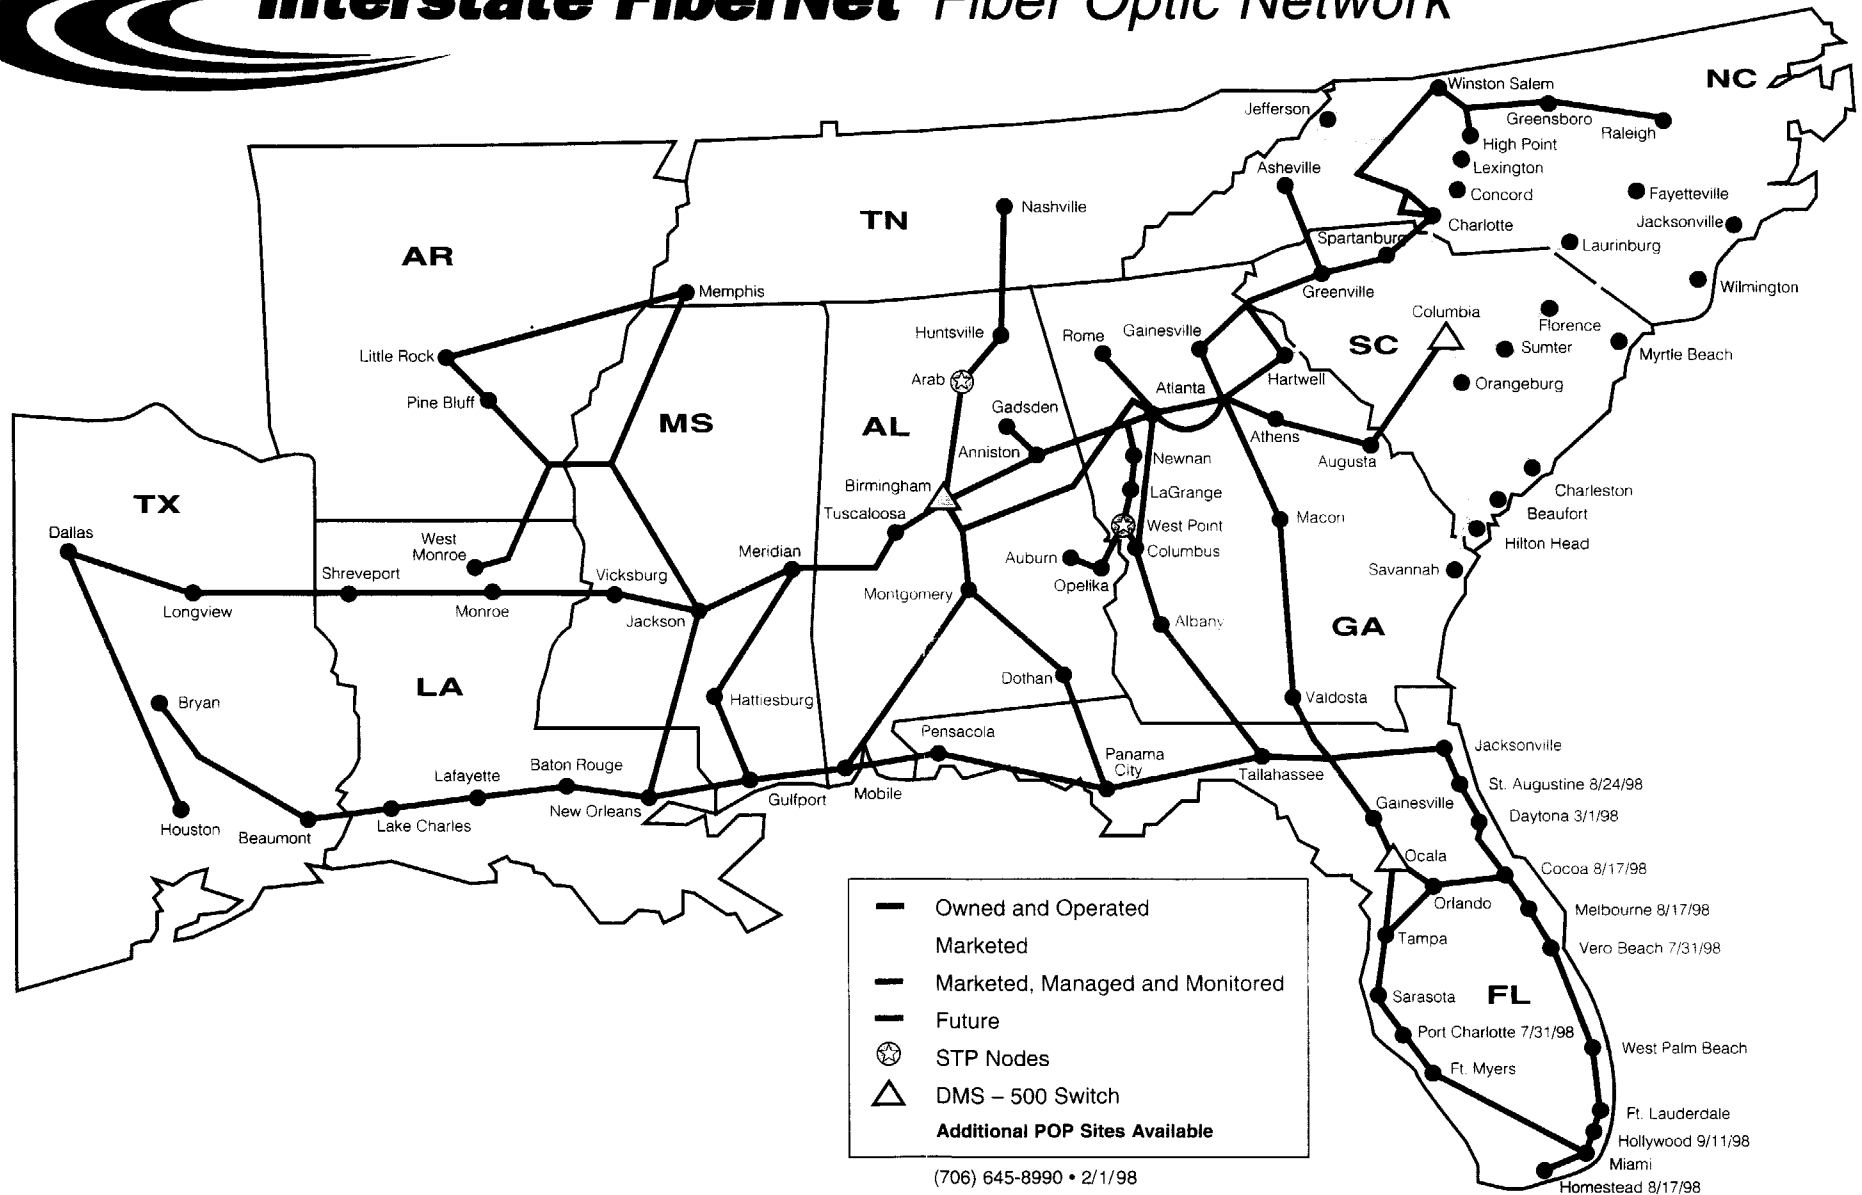 Interstate FiberNet Fiber Optic Network
NC
Winston Salem
Jefferson
Greensboro
Raleigh
High Point
Lexington
Asheville
Concord
Fayetteville
Jacksonville
Charlotte
Laurinburg
Spartanburg
Wilmington
Greenville
TN
Nashville
AR
Memphis
Columbia
Florence
SC
Sumter
Myrtle Beach
Orangeburg
Huntsville
Rome
Gainesville
Hartwell
Little Rock
Arab
Atlanta
Pine Bluff
MS
AL
Gadsden
Athens
Augusta
Anniston
Newnan
Birmingham
LaGrange
Charleston
Beaufort
TX
Tuscaloosa
West Point
Macon
Hilton Head
Dallas
West
Monroe
Meridian
Auburn
Columbus
Opelika
Savannah
Shreveport
Vicksburg
Longview
Monroe
Jackson
Montgomery
Albany
GA
LA
Dothan
Bryan
Hattiesburg
Valdosta
Pensacola
Panama
City
Jacksonville
Tallahassee
Baton Rouge
Lafayette
New Orleans
Gulfport
Mobile
St. Augustine 8/24/98
Gainesville
Daytona 3/1/98
Houston
Beaumont
Lake Charles
Ocala
Cocoa 8/17/98
Orlando
Melbourne 8/17/98
Tampa
Vero Beach 7/31/98
Sarasota
FL
Port Charlotte 7/31/98
West Palm Beach
Ft. Myers
Ft. Lauderdale
Hollywood 9/11/98
Miami
Homestead 8/17/98
Owned and Operated
Marketed
Marketed, Managed and Monitored
Future
STP Nodes
DMS – 500 Switch
Additional POP Sites Available
(706) 645-8990 • 2/1/98